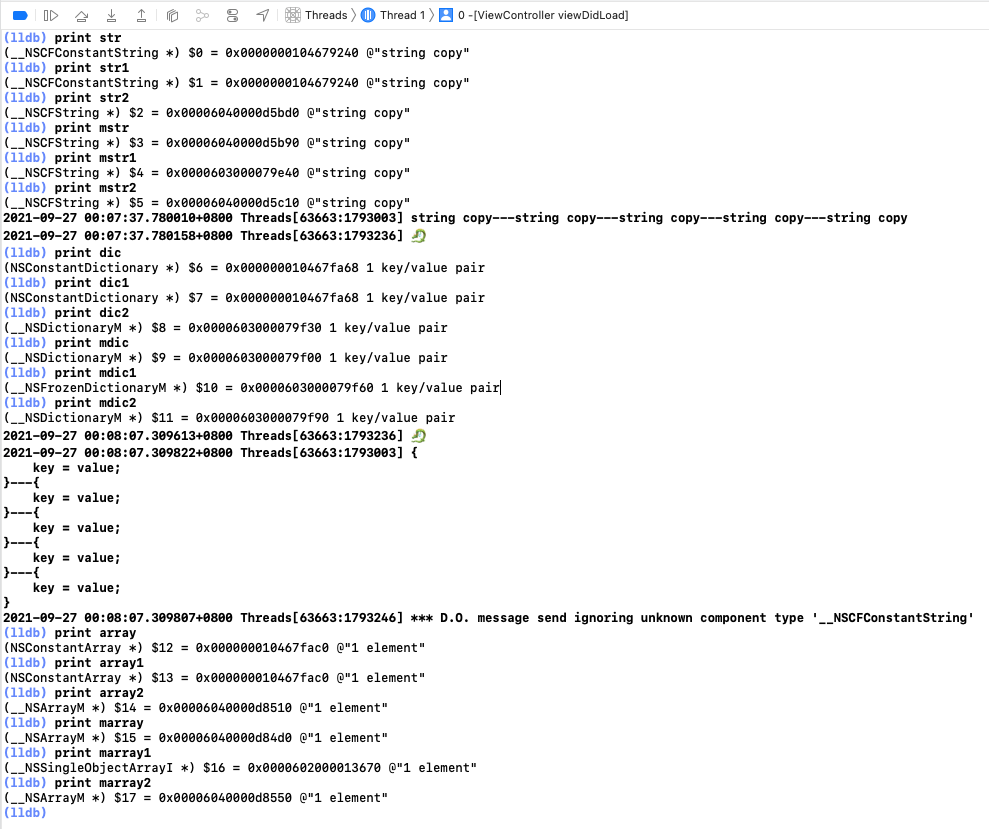 Threads 〉 Thread 1 〉 0 -[ViewController viewDidLoad]
(lldb) print str
(__NSCFConstantString *) $0 = 0x0000000104679240 @"string copy"
(lldb) print str1
(__NSCFConstantString *) $1 = 0x0000000104679240 @"string copy"
(lldb) print str2
(__NSCFString *) $2 = 0x00006040000d5bd0 @"string copy"
(lldb) print mstr
(__NSCFString *) $3 = 0x00006040000d5b90 @"string copy"
(lldb) print mstr1
(__NSCFString *) $4 = 0x0000603000079e40 @"string copy"
(lldb) print mstr2
(__NSCFString *) $5 = 0x00006040000d5c10 @"string copy"
2021-09-27 00:07:37.780010+0800 Threads[63663:1793003] string copy---string copy---string copy---string copy---string copy
2021-09-27 00:07:37.780158+0800 Threads[63663:1793236] 🐉
(lldb) print dic
(NSConstantDictionary *) $6 = 0x000000010467fa68 1 key/value pair
(lldb) print dic1
(NSConstantDictionary *) $7 = 0x000000010467fa68 1 key/value pair
(lldb) print dic2
(__NSDictionaryM *) $8 = 0x0000603000079f30 1 key/value pair
(lldb) print mdic
(__NSDictionaryM *) $9 = 0x0000603000079f00 1 key/value pair
(lldb) print mdic1
(__NSFrozenDictionaryM *) $10 = 0x0000603000079f60 1 key/value pair
(lldb) print mdic2
(__NSDictionaryM *) $11 = 0x0000603000079f90 1 key/value pair
2021-09-27 00:08:07.309613+0800 Threads[63663:1793236] 🐉
2021-09-27 00:08:07.309822+0800 Threads[63663:1793003] {
    key = value;
}---{
    key = value;
}---{
    key = value;
}---{
    key = value;
}---{
    key = value;
}
2021-09-27 00:08:07.309807+0800 Threads[63663:1793246] *** D.O. message send ignoring unknown component type '__NSCFConstantString'
(lldb) print array
(NSConstantArray *) $12 = 0x000000010467fac0 @"1 element"
(lldb) print array1
(NSConstantArray *) $13 = 0x000000010467fac0 @"1 element"
(lldb) print array2
(__NSArrayM *) $14 = 0x00006040000d8510 @"1 element"
(lldb) print marray
(__NSArrayM *) $15 = 0x00006040000d84d0 @"1 element"
(lldb) print marray1
(__NSSingleObjectArrayI *) $16 = 0x0000602000013670 @"1 element"
(lldb) print marray2
(__NSArrayM *) $17 = 0x00006040000d8550 @"1 element"
(lldb)